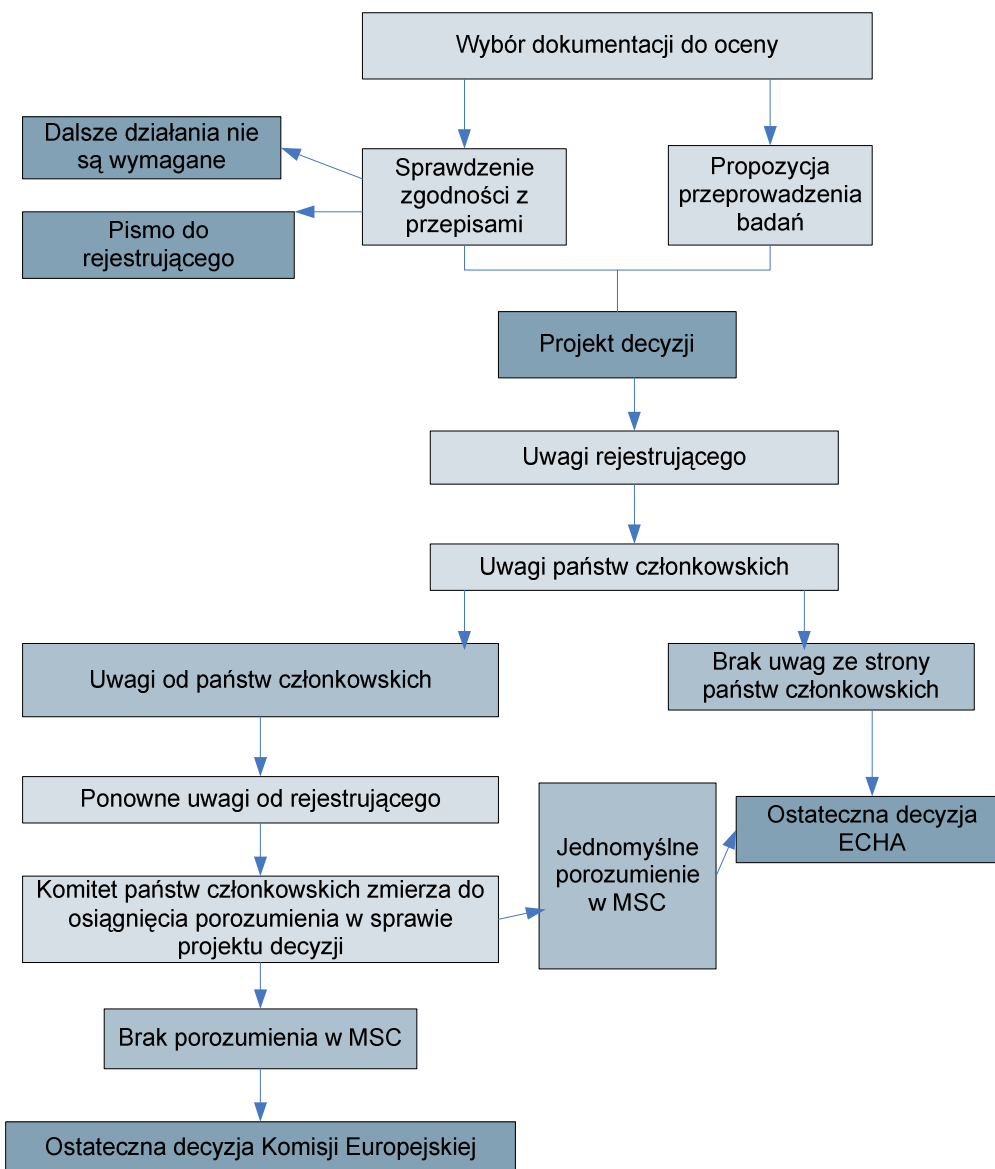 Wybór dokumentacji do oceny
Dalsze działania nie
są wymagane
Sprawdzenie
zgodności z
przepisami
Propozycja
przeprowadzenia
badań
Pismo do
rejestrującego
Projekt decyzji
Uwagi rejestrującego
Uwagi państw członkowskich
Uwagi od państw członkowskich
Brak uwag ze strony
państw członkowskich
Ponowne uwagi od rejestrującego
Jednomyślne
porozumienie
w MSC
Ostateczna decyzja
ECHA
Komitet państw członkowskich zmierza do
osiągnięcia porozumienia w sprawie
projektu decyzji
Brak porozumienia w MSC
Ostateczna decyzja Komisji Europejskiej